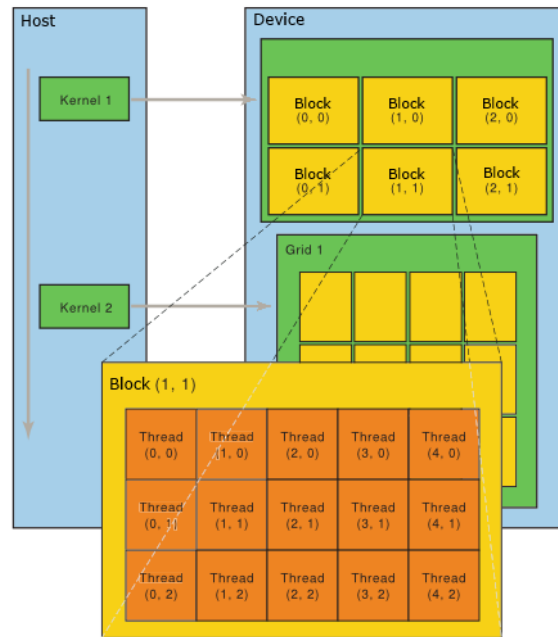 Host
Device
Kernel 1
Block
(0, 0)
Block
(1, 0)
Block
(2, 0)
Block
(0, 1)
Block
(1, 1)
Block
(2, 1)
Grid 1
Kernel 2
Block (1, 1)
Thread
(0, 0)
Thread
(1, 0)
Thread
(2, 0)
Thread
(3, 0)
Thread
(4, 0)
Thread
(0, 1)
Thread
(1, 1)
Thread
(2, 1)
Thread
(3, 1)
Thread
(4, 1)
Thread
(0, 2)
Thread
(1, 2)
Thread
(2, 2)
Thread
(3, 2)
Thread
(4, 2)